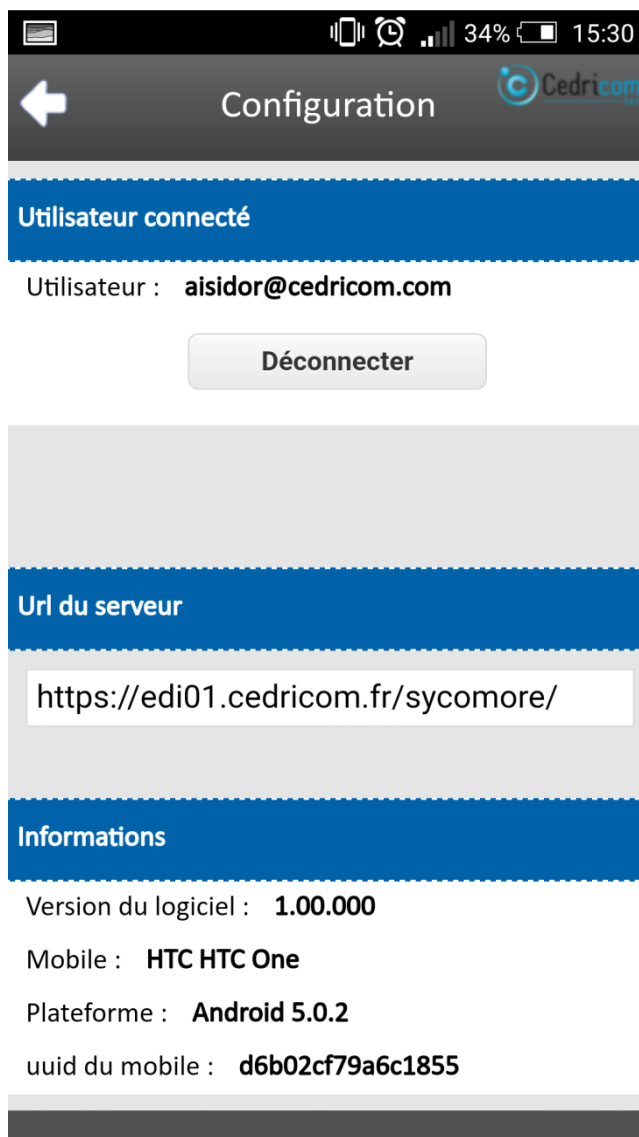 34% 15:30
Configuration
Cedricom
Utilisateur connecté
Utilisateur : aisidor@cedricom.com
Déconnecter
Url du serveur
https://edi01.cedricom.fr/sycomore/
Informations
Version du logiciel : 1.00.000
Mobile : HTC HTC One
Plateforme : Android 5.0.2
uuid du mobile : d6b02cf79a6c1855